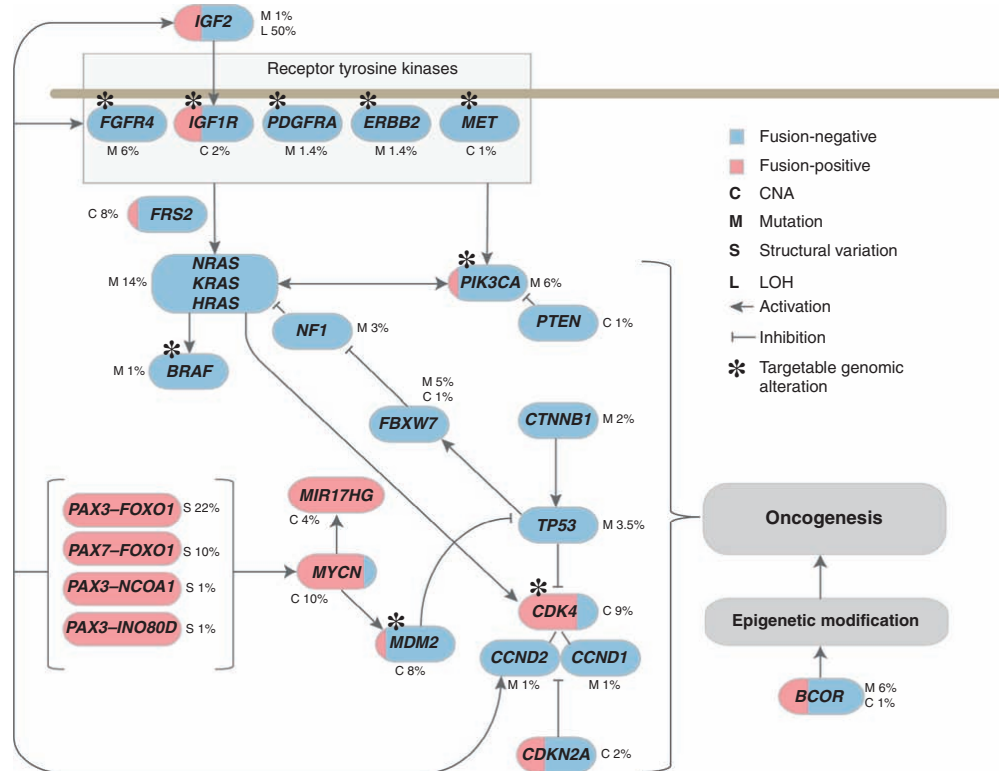 IGF2
M 1%
L 50%
Receptor tyrosine kinases
*
*
*
*
*
FGFR4
IGF1R
PDGFRA
ERBB2
MET
M 6%
C 2%
M 1.4%
M 1.4%
C 1%
Fusion-negative
Fusion-positive
C CNA
M Mutation
S Structural variation
L LOH
Activation
Inhibition
* Targetable genomic
alteration
C 8%
FRS2
M 14%
NRAS
KRAS
HRAS
*
PIK3CA
M 6%
PTEN
C 1%
NF1
M 3%
*
M 1%
BRAF
M 5%
C 1%
FBXW7
CTNNB1
M 2%
PAX3–FOXO1
S 22%
PAX7–FOXO1
S 10%
PAX3–NCOA1
S 1%
PAX3–INO80D
S 1%
MIR17HG
C 4%
MYCN
C 10%
*
MDM2
C 8%
TP53
M 3.5%
*
CDK4
C 9%
CCND2
CCND1
M 1%
M 1%
CDKN2A
C 2%
Oncogenesis
Epigenetic modification
BCOR
M 6%
C 1%